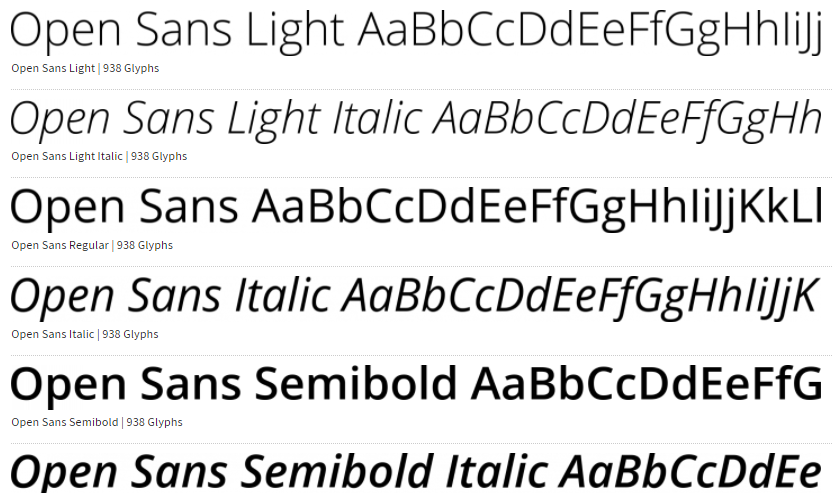 Open Sans Light AaBbCcDdEeFfGgHhIiJj
Open Sans Light | 938 Glyphs
Open Sans Light Italic AaBbCcDdEeFfGgHh
Open Sans Light Italic | 938 Glyphs
Open Sans AaBbCcDdEeFfGgHhIiJjKkLl
Open Sans Regular | 938 Glyphs
Open Sans Italic AaBbCcDdEeFfGgHhIiJjK
Open Sans Italic | 938 Glyphs
Open Sans Semibold AaBbCcDdEeFfG
Open Sans Semibold | 938 Glyphs
Open Sans Semibold Italic AaBbCcDdEe